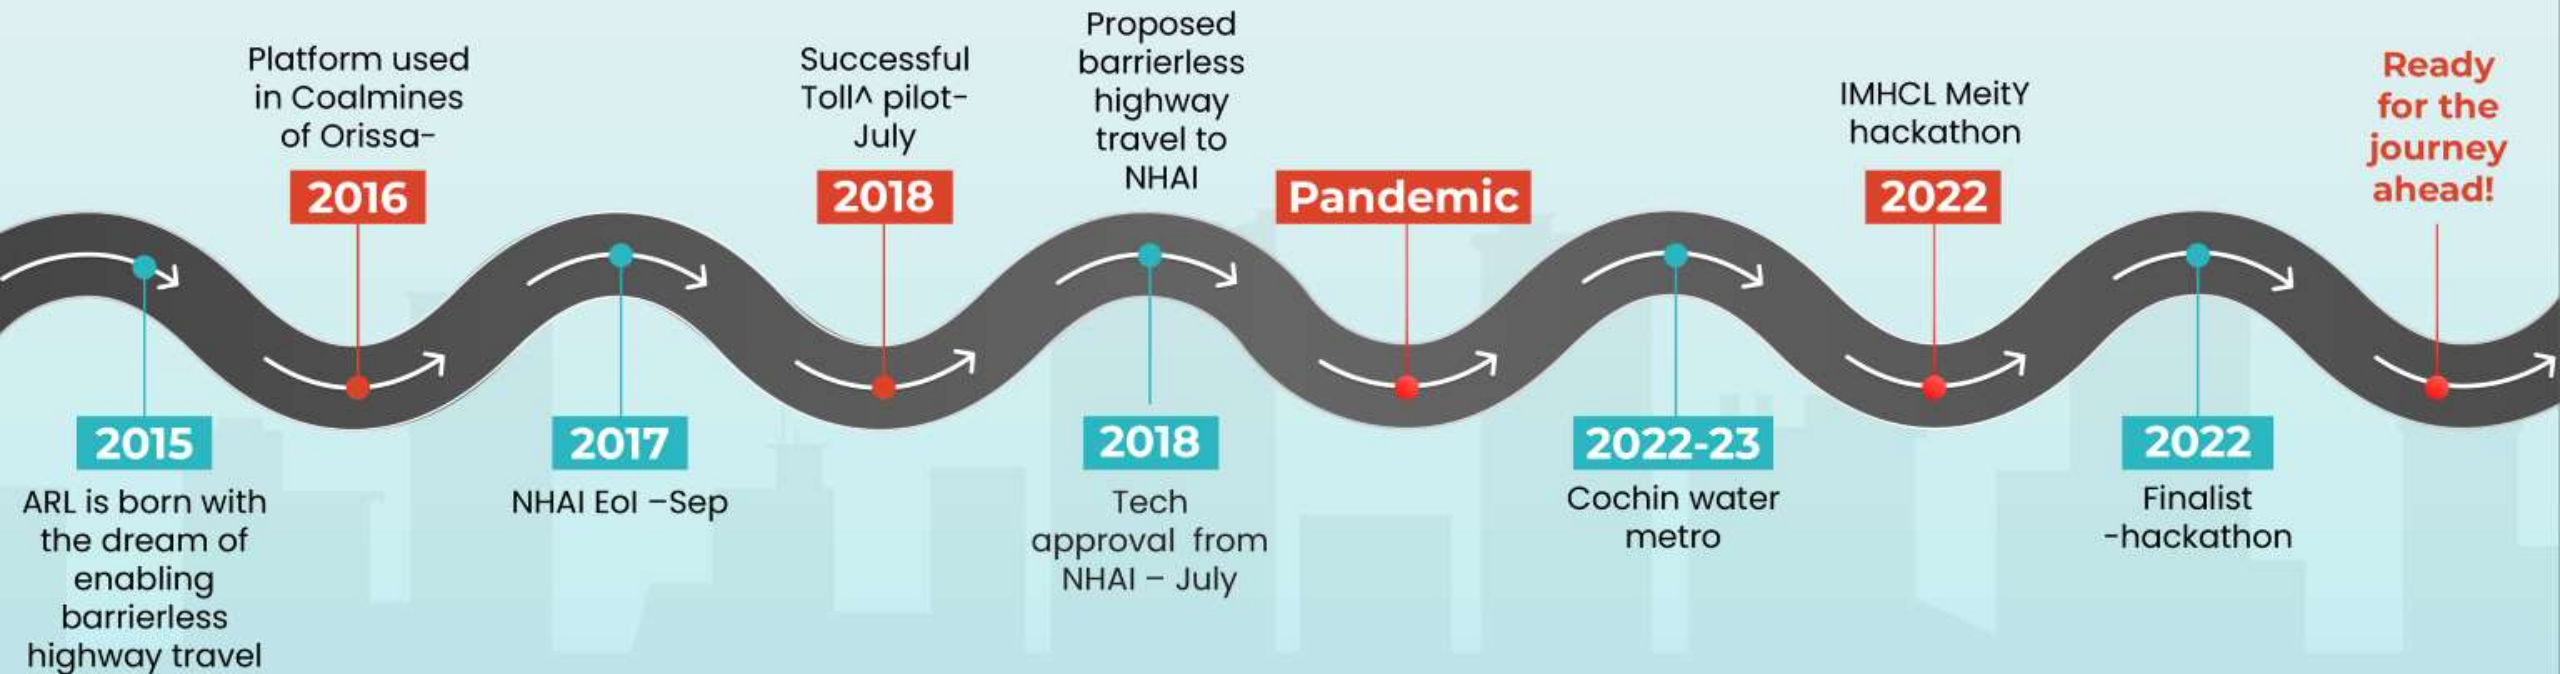 ARL is born with
the dream of
enabling
barrierless
highway travel
2015
Platform used
in Coalmines
of Orissa-
2016
2017
NHAI EoI –Sep
Successful
Toll^ pilot-
July
2018
Proposed
barrierless
highway
travel to
NHAI
2018
Tech
approval from
NHAI – July
Pandemic
2022-23
Cochin water
metro
IMHCL MeitY
hackathon
2022
2022
Finalist
-hackathon
Ready
for the
journey
ahead!